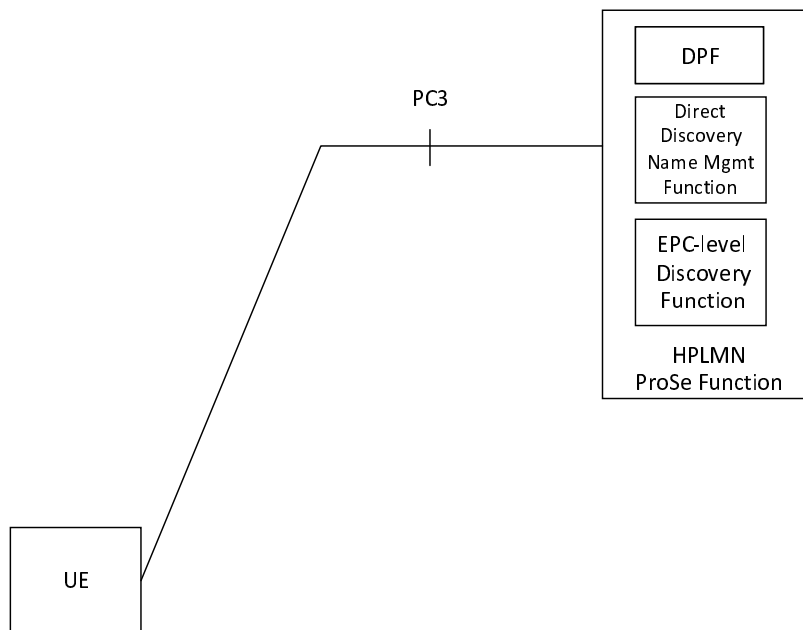 DPF
PC3
Direct
Discovery
Name Mgmt
Function
EPC-level
Discovery
Function
HPLMN
ProSe Function
UE